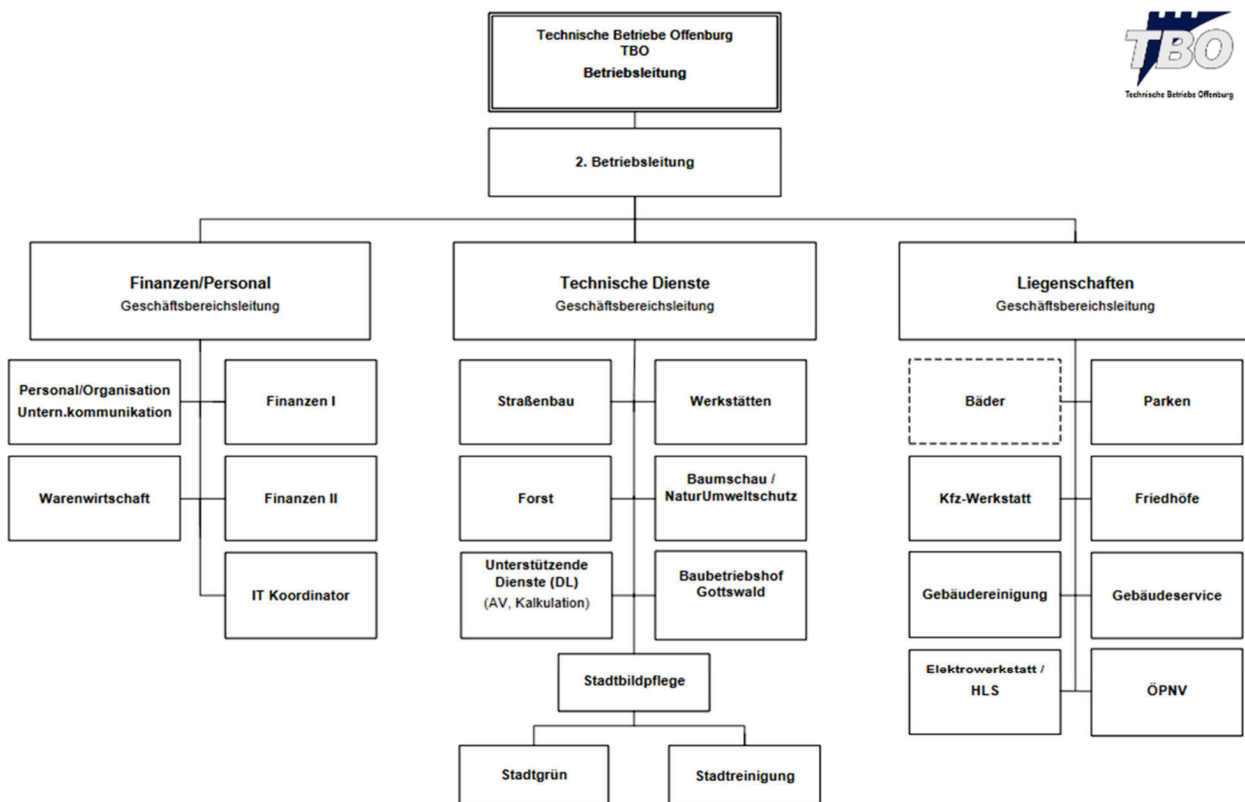 Technische Betriebe Offenburg
TBO
Betriebsleitung
TBO
Technische Betriebe Offenburg
2. Betriebsleitung
Finanzen/Personal
Geschäftsbereichsleitung
Technische Dienste
Geschäftsbereichsleitung
Liegenschaften
Geschäftsbereichsleitung
Personal/Organisation
Untern.kommunikation
Finanzen I
Warenwirtschaft
Finanzen II
IT Koordinator
Straßenbau
Werkstätten
Forst
Baumschau /
NaturUmweltschutz
Unterstützende
Dienste (DL)
(AV, Kalkulation)
Baubetriebshof
Gottswald
Stadtbildpflege
Stadtgrün
Stadtreinigung
Bäder
Parken
Kfz-Werkstatt
Friedhöfe
Gebäudereinigung
Gebäudeservice
Elektrowerkstatt /
HLS
ÖPNV